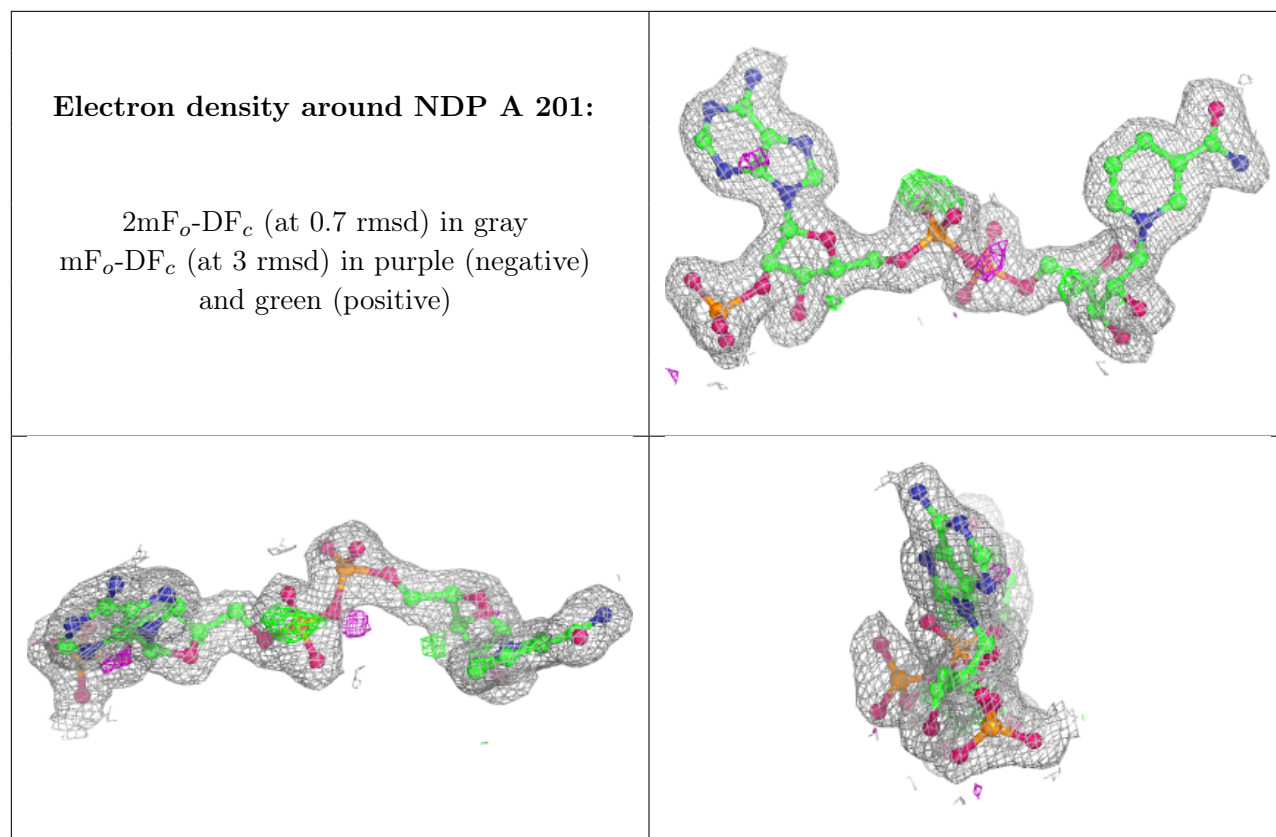 Electron density around NDP A 201:
2mFₒ-DF𝒸 (at 0.7 rmsd) in gray
mFₒ-DF𝒸 (at 3 rmsd) in purple (negative)
and green (positive)